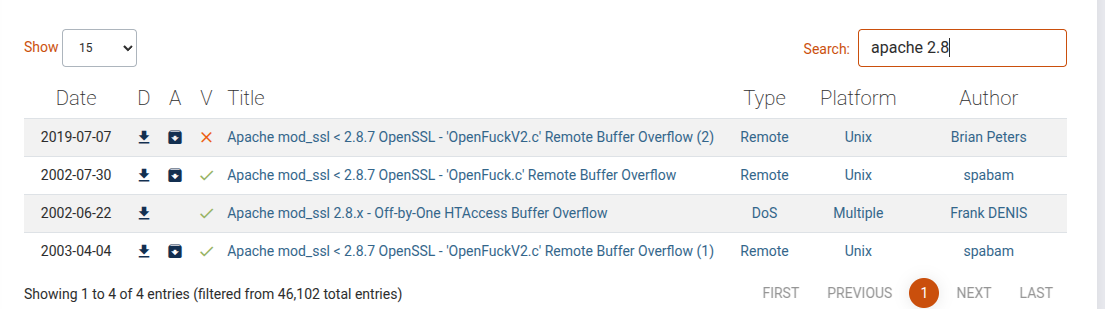 Show 15 Search: apache 2.8
Date D A V Title Type Platform Author
2019-07-07 Apache mod_ssl < 2.8.7 OpenSSL - 'OpenFuckV2.c' Remote Buffer Overflow (2) Remote Unix Brian Peters
2002-07-30 Apache mod_ssl < 2.8.7 OpenSSL - 'OpenFuck.c' Remote Buffer Overflow Remote Unix spabam
2002-06-22 Apache mod_ssl 2.8.x - Off-by-One HTAccess Buffer Overflow DoS Multiple Frank DENIS
2003-04-04 Apache mod_ssl < 2.8.7 OpenSSL - 'OpenFuckV2.c' Remote Buffer Overflow (1) Remote Unix spabam
Showing 1 to 4 of 4 entries (filtered from 46,102 total entries) FIRST PREVIOUS 1 NEXT LAST